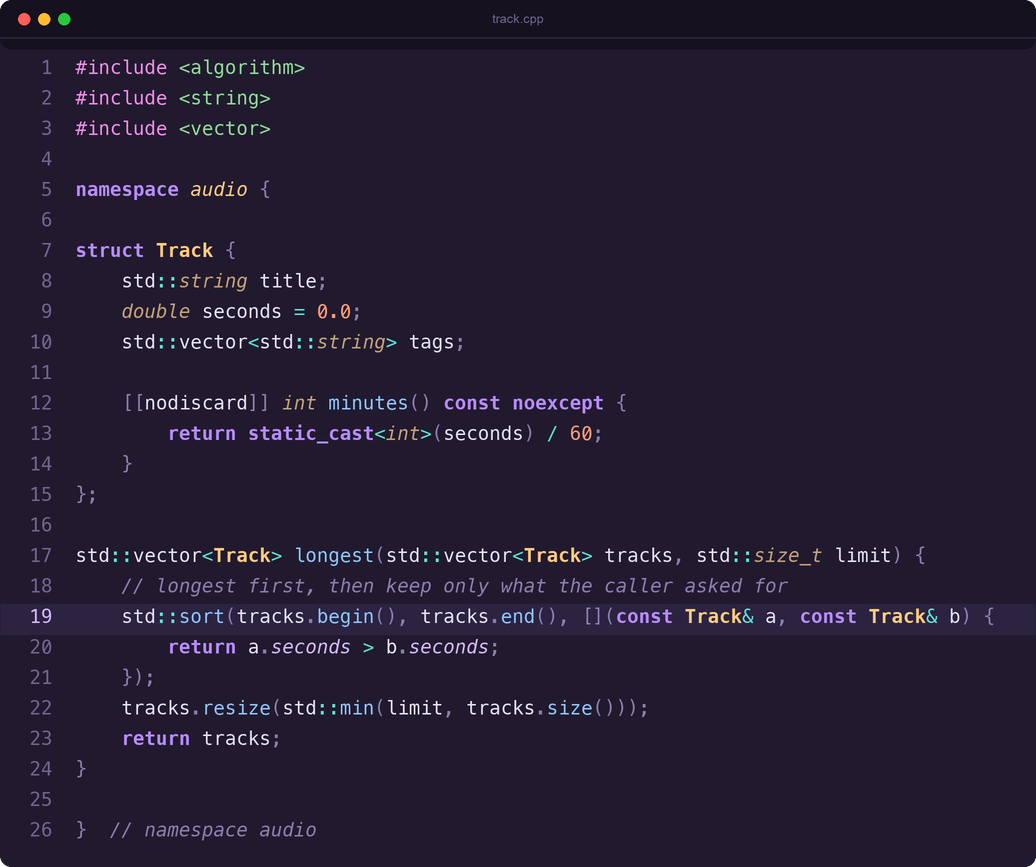 track.cpp
1 #include <algorithm>
2 #include <string>
3 #include <vector>
4
5 namespace audio {
6
7 struct Track {
8     std::string title;
9     double seconds = 0.0;
10     std::vector<std::string> tags;
11
12     [[nodiscard]] int minutes() const noexcept {
13         return static_cast<int>(seconds) / 60;
14     }
15 };
16
17 std::vector<Track> longest(std::vector<Track> tracks, std::size_t limit) {
18     // longest first, then keep only what the caller asked for
19     std::sort(tracks.begin(), tracks.end(), [](const Track& a, const Track& b) {
20         return a.seconds > b.seconds;
21     });
22     tracks.resize(std::min(limit, tracks.size()));
23     return tracks;
24 }
25
26 }  // namespace audio